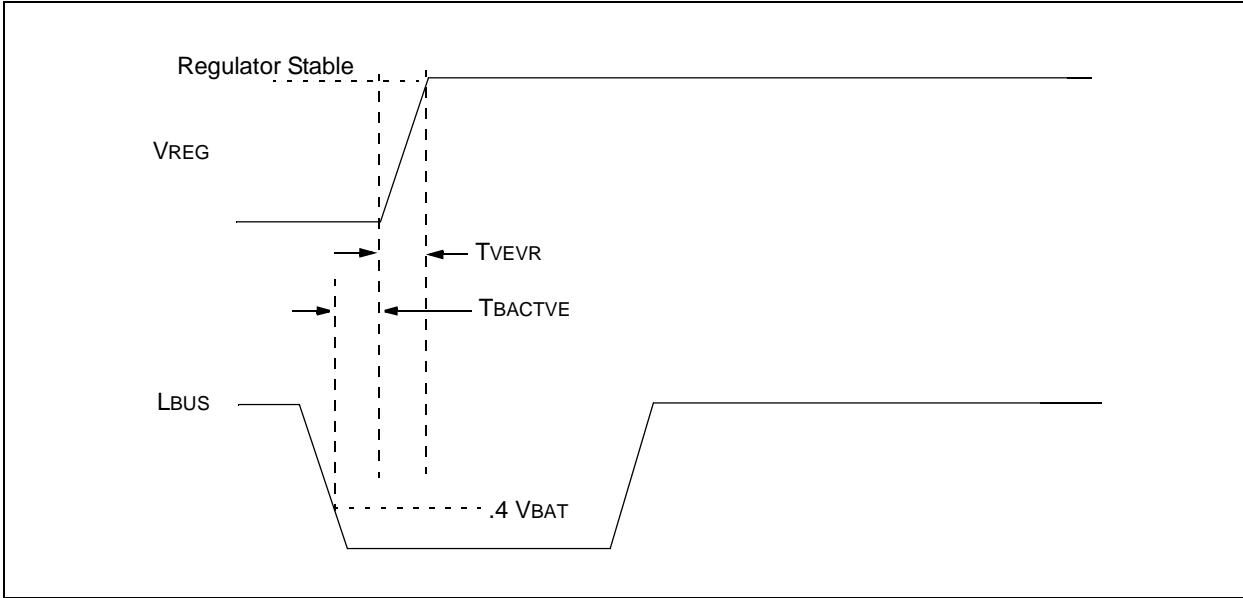 Regulator Stable
VREG
TVEVR
TBACTVE
LBUS
.4 VBAT